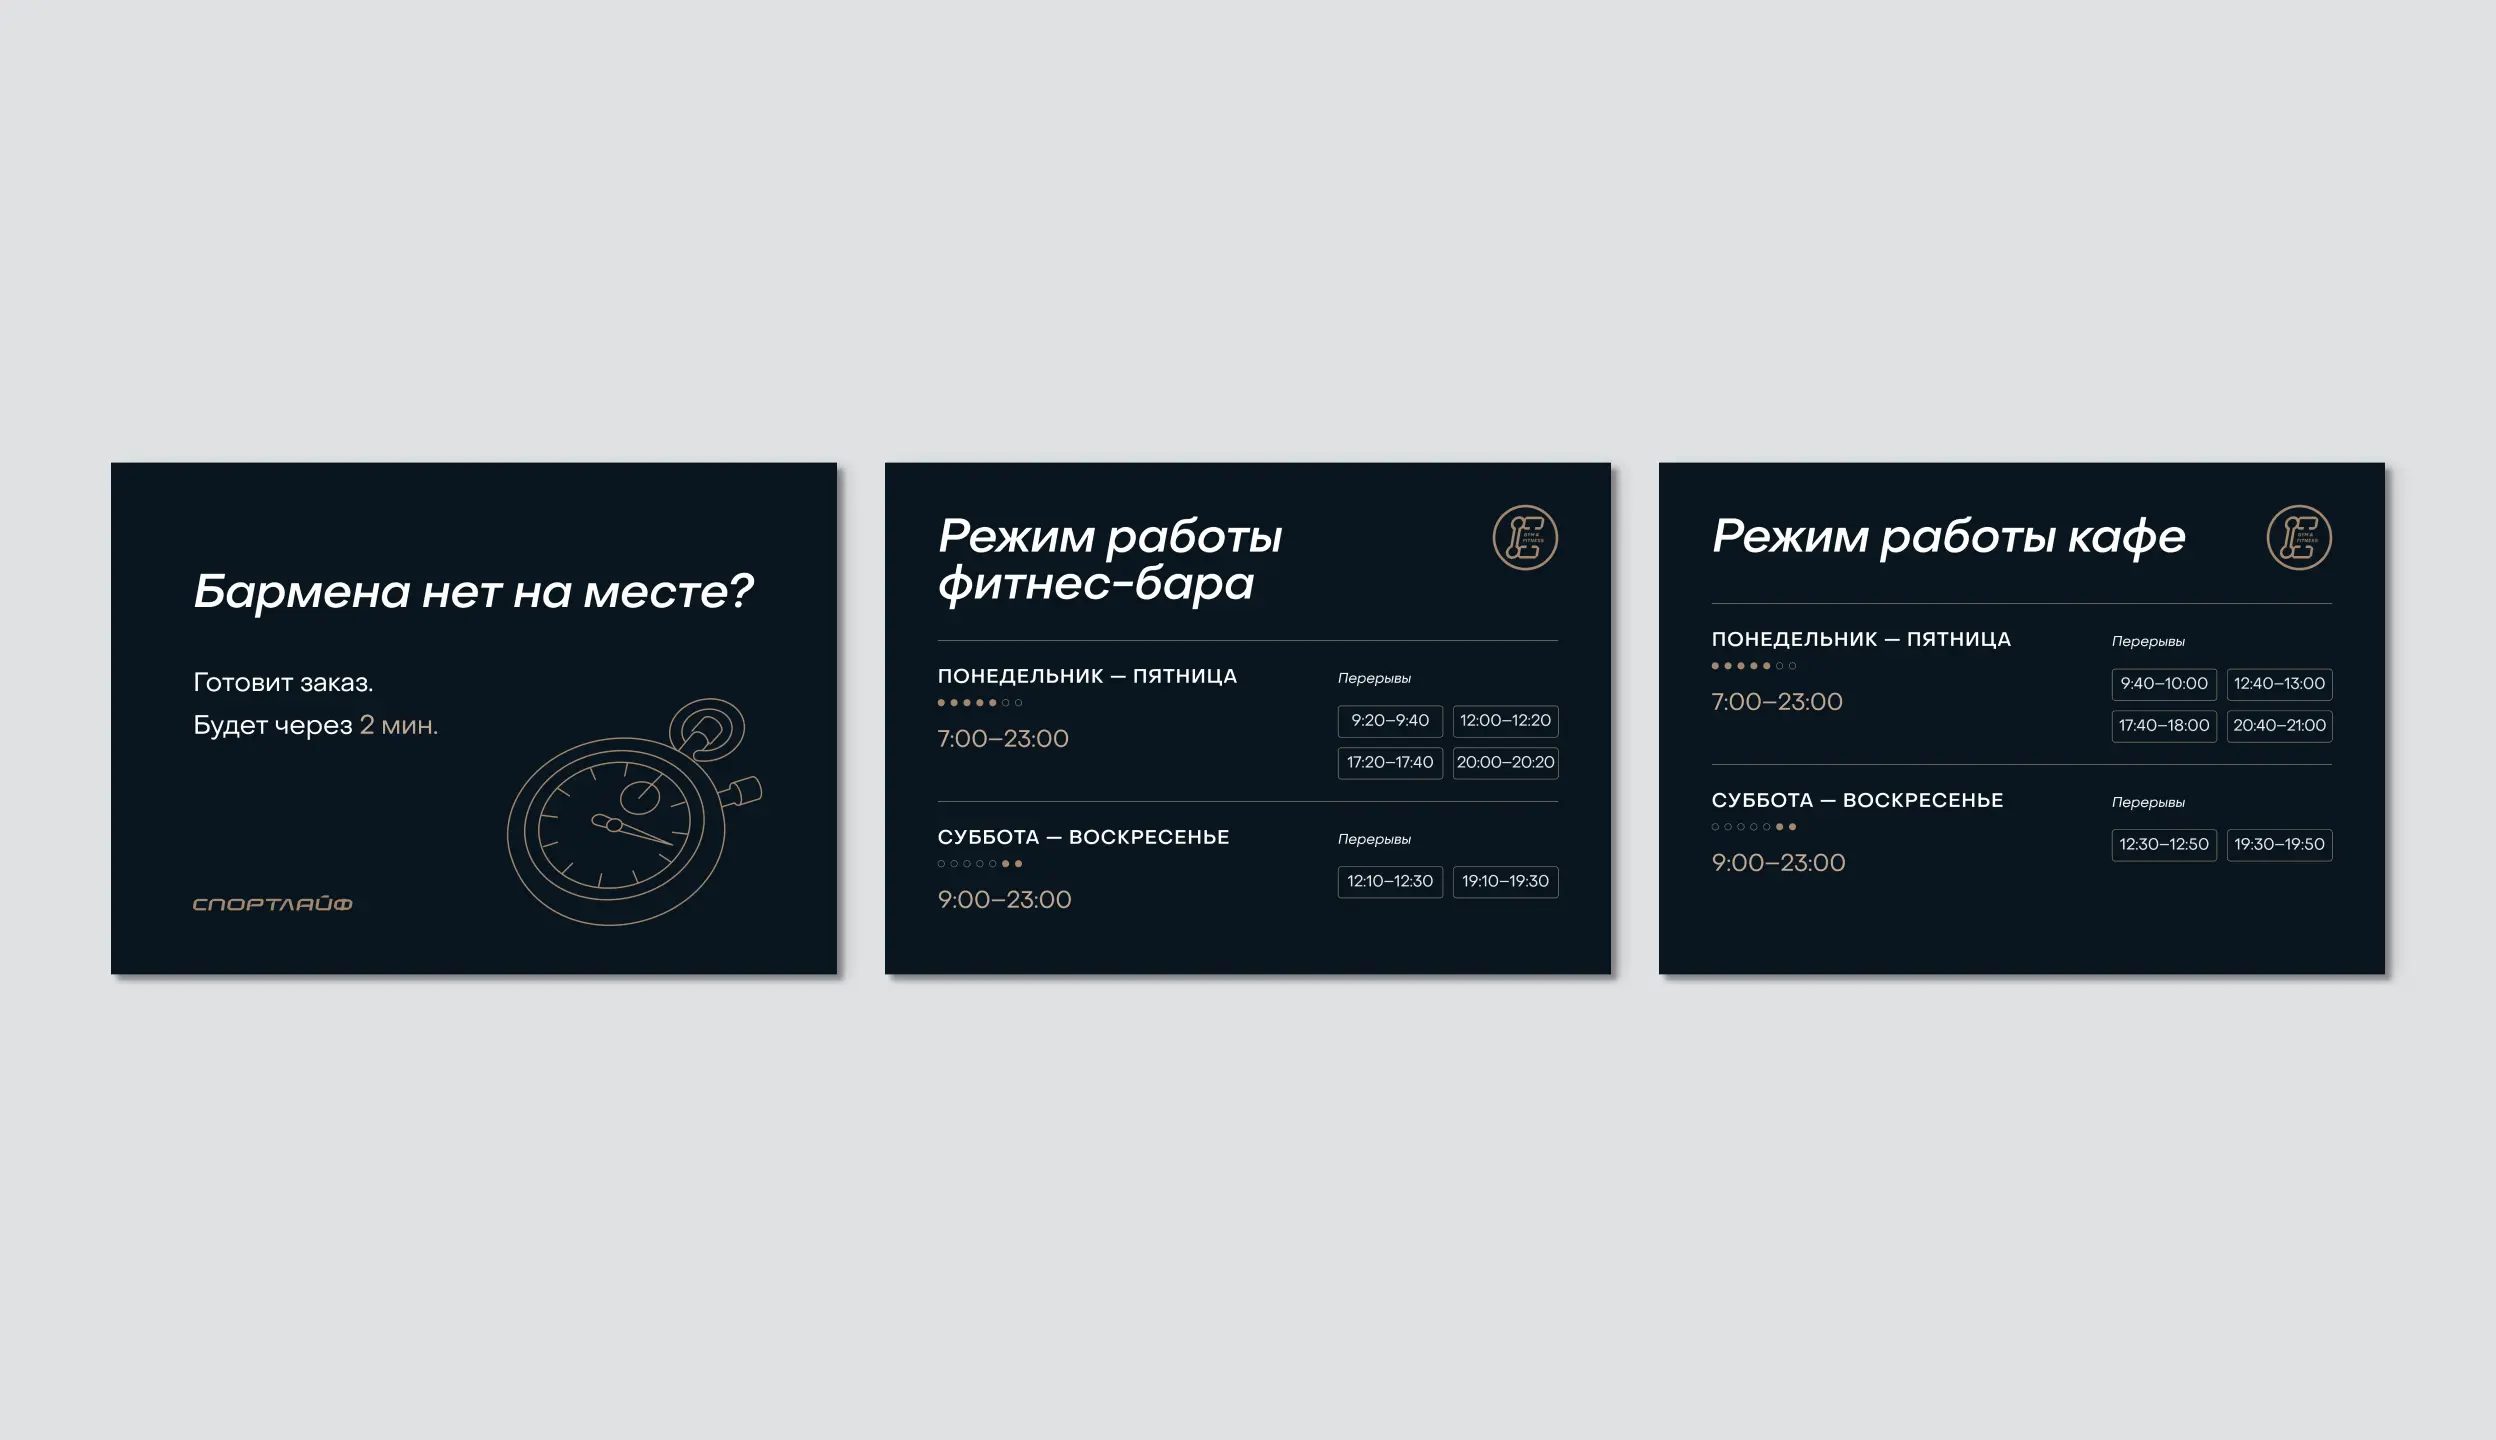 Бармена нет на месте?
Готовит заказ.
Будет через 2 мин.
СПОРТЛАЙФ
Режим работы
фитнес-бара
GYM &
FITNESS
ПОНЕДЕЛЬНИК — ПЯТНИЦА
7:00–23:00
Перерывы
9:20–9:40 12:00–12:20
17:20–17:40 20:00–20:20
СУББОТА — ВОСКРЕСЕНЬЕ
9:00–23:00
Перерывы
12:10–12:30 19:10–19:30
Режим работы кафе
GYM &
FITNESS
ПОНЕДЕЛЬНИК — ПЯТНИЦА
7:00–23:00
Перерывы
9:40–10:00 12:40–13:00
17:40–18:00 20:40–21:00
СУББОТА — ВОСКРЕСЕНЬЕ
9:00–23:00
Перерывы
12:30–12:50 19:30–19:50